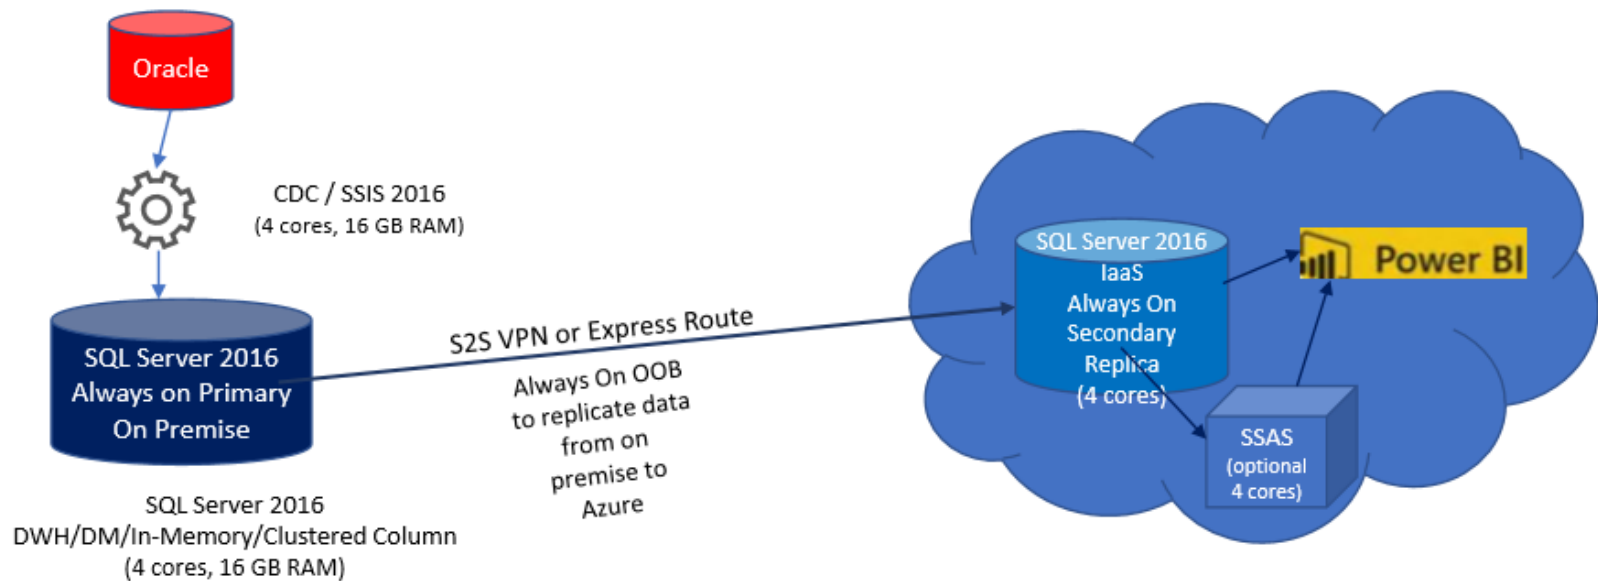 Oracle
CDC / SSIS 2016
(4 cores, 16 GB RAM)
SQL Server 2016
Always on Primary
On Premise
SQL Server 2016
DWH/DM/In-Memory/Clustered Column
(4 cores, 16 GB RAM)
S2S VPN or Express Route
Always On OOB
to replicate data
from on
premise to
Azure
SQL Server 2016
IaaS
Always On
Secondary
Replica
(4 cores)
Power BI
SSAS
(optional
4 cores)